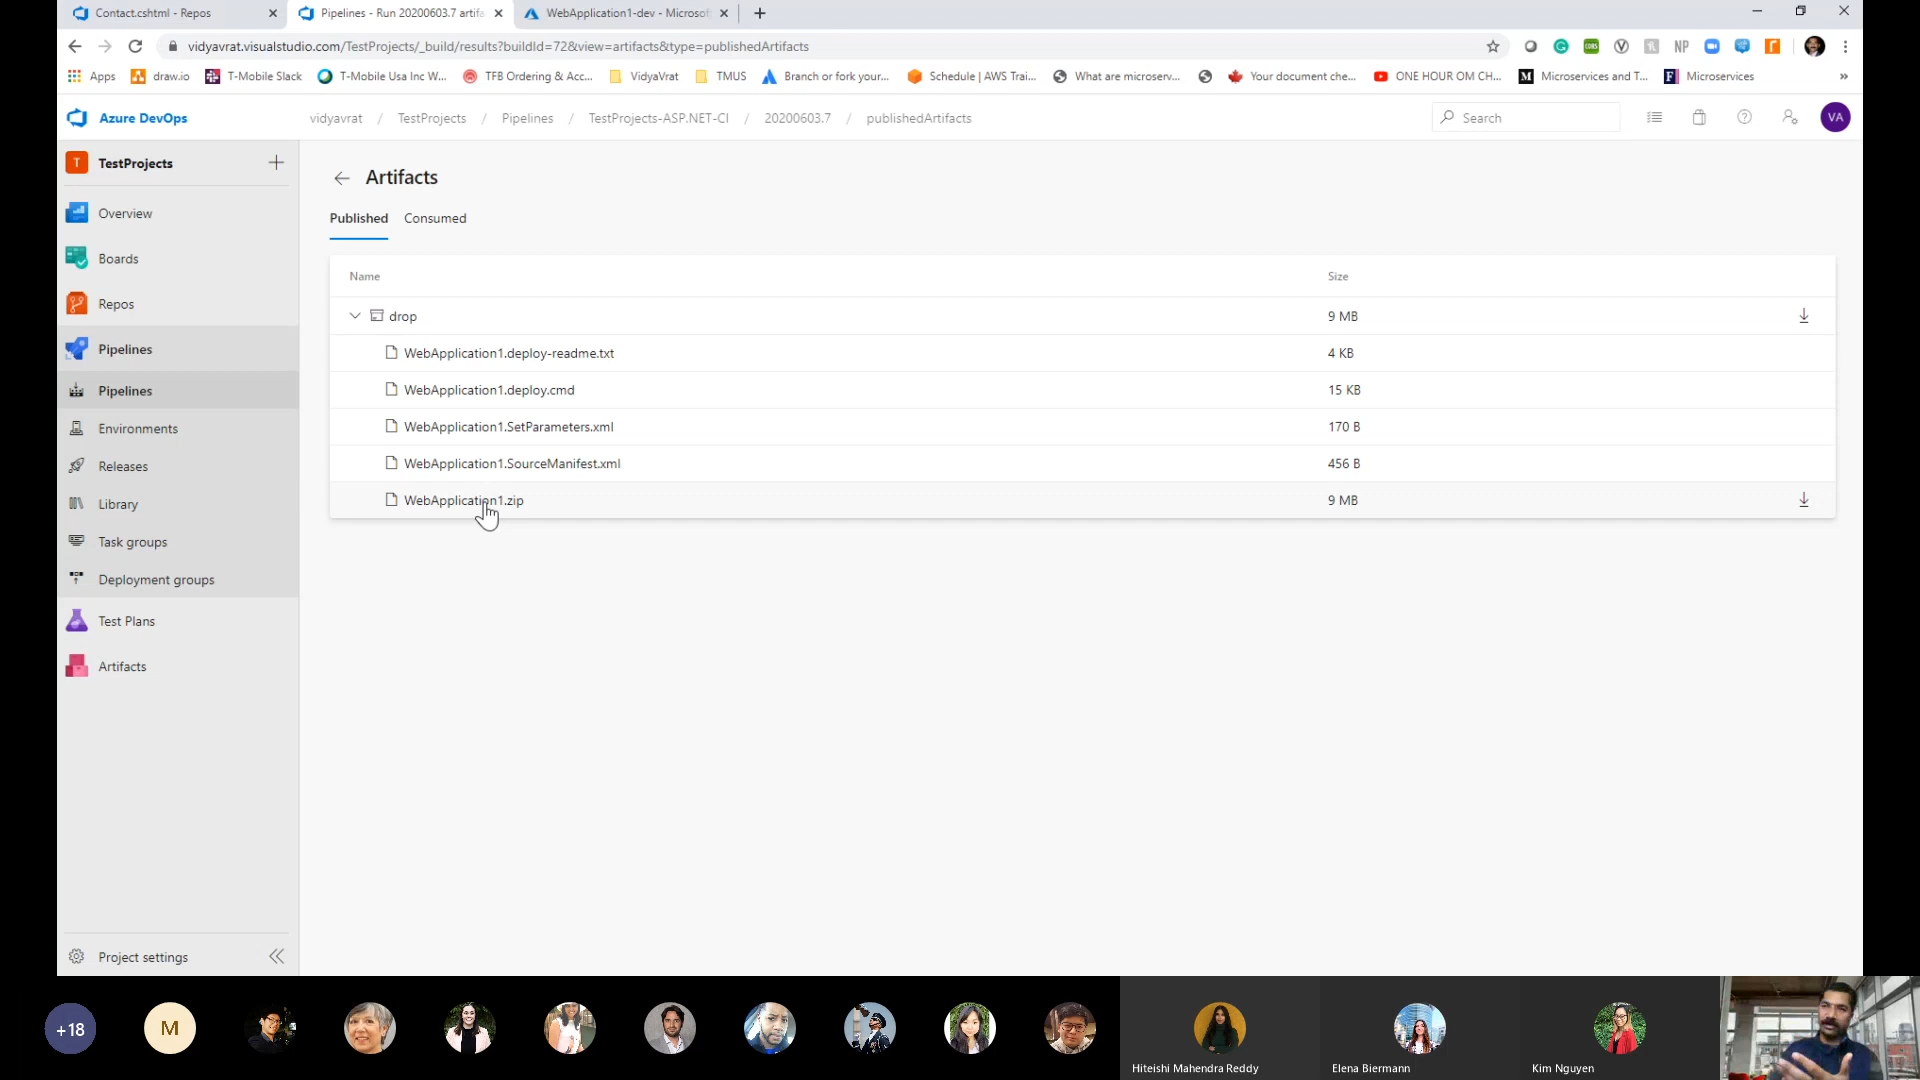 Contact.cshtml - Repos
Pipelines - Run 20200603.7 artifa
WebApplication1-dev - Microsof
vidyavrat.visualstudio.com/TestProjects/_build/results?buildId=72&view=artifacts&type=publishedArtifacts
NP
Apps
draw.io
T-Mobile Slack
T-Mobile Usa Inc W...
TFB Ordering & Acc...
VidyaVrat
TMUS
Branch or fork your...
Schedule | AWS Trai...
What are microserv...
Your document che...
ONE HOUR OM CH...
M Microservices and T...
F Microservices
»
Azure DevOps
vidyavrat / TestProjects / Pipelines / TestProjects-ASP.NET-CI / 20200603.7 / publishedArtifacts
Search
VA
T TestProjects
Overview
Boards
Repos
Pipelines
Pipelines
Environments
Releases
Library
Task groups
Deployment groups
Test Plans
Artifacts
Project settings
Artifacts
Published Consumed
Name Size
drop 9 MB
WebApplication1.deploy-readme.txt 4 KB
WebApplication1.deploy.cmd 15 KB
WebApplication1.SetParameters.xml 170 B
WebApplication1.SourceManifest.xml 456 B
WebApplication1.zip 9 MB
+18
M
Hiteishi Mahendra Reddy
Elena Biermann
Kim Nguyen